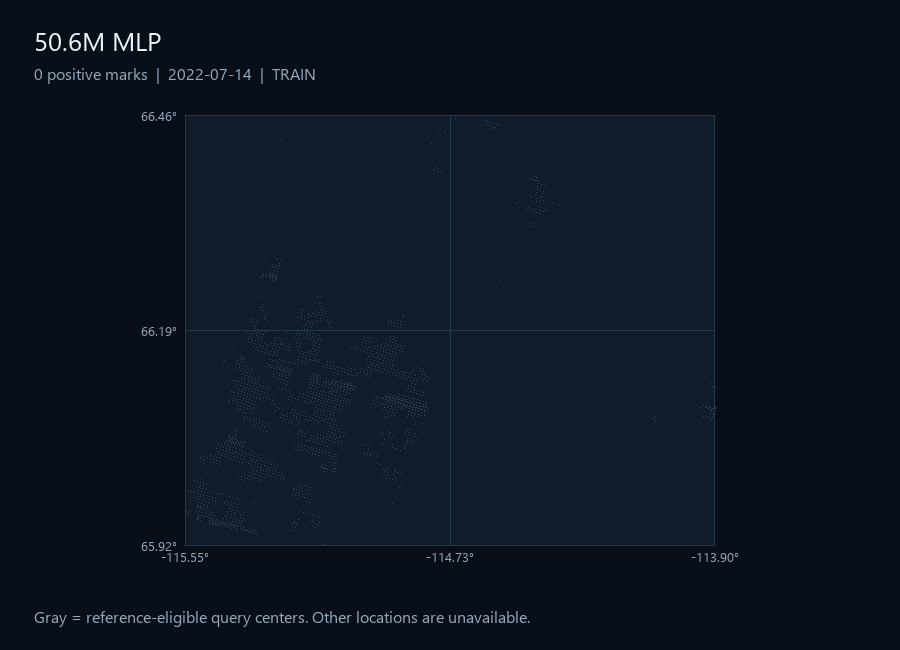 50.6M MLP
0 positive marks | 2022-07-14 | TRAIN
66.46°
66.19°
65.92°
-115.55°
-114.73°
-113.90°
Gray = reference-eligible query centers. Other locations are unavailable.